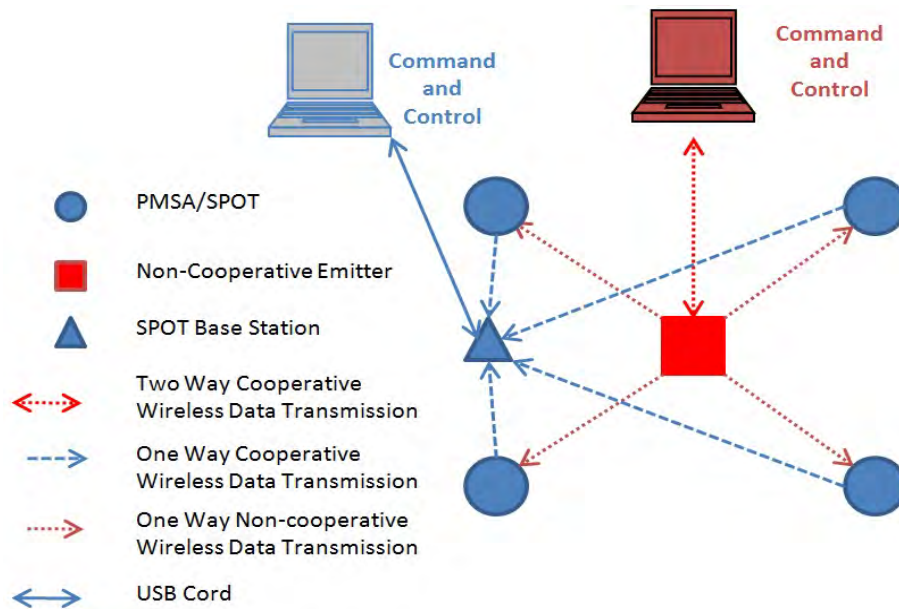 Command
and
Control
Command
and
Control
PMSA/SPOT
Non-Cooperative Emitter
SPOT Base Station
Two Way Cooperative
Wireless Data Transmission
One Way Cooperative
Wireless Data Transmission
One Way Non-cooperative
Wireless Data Transmission
USB Cord